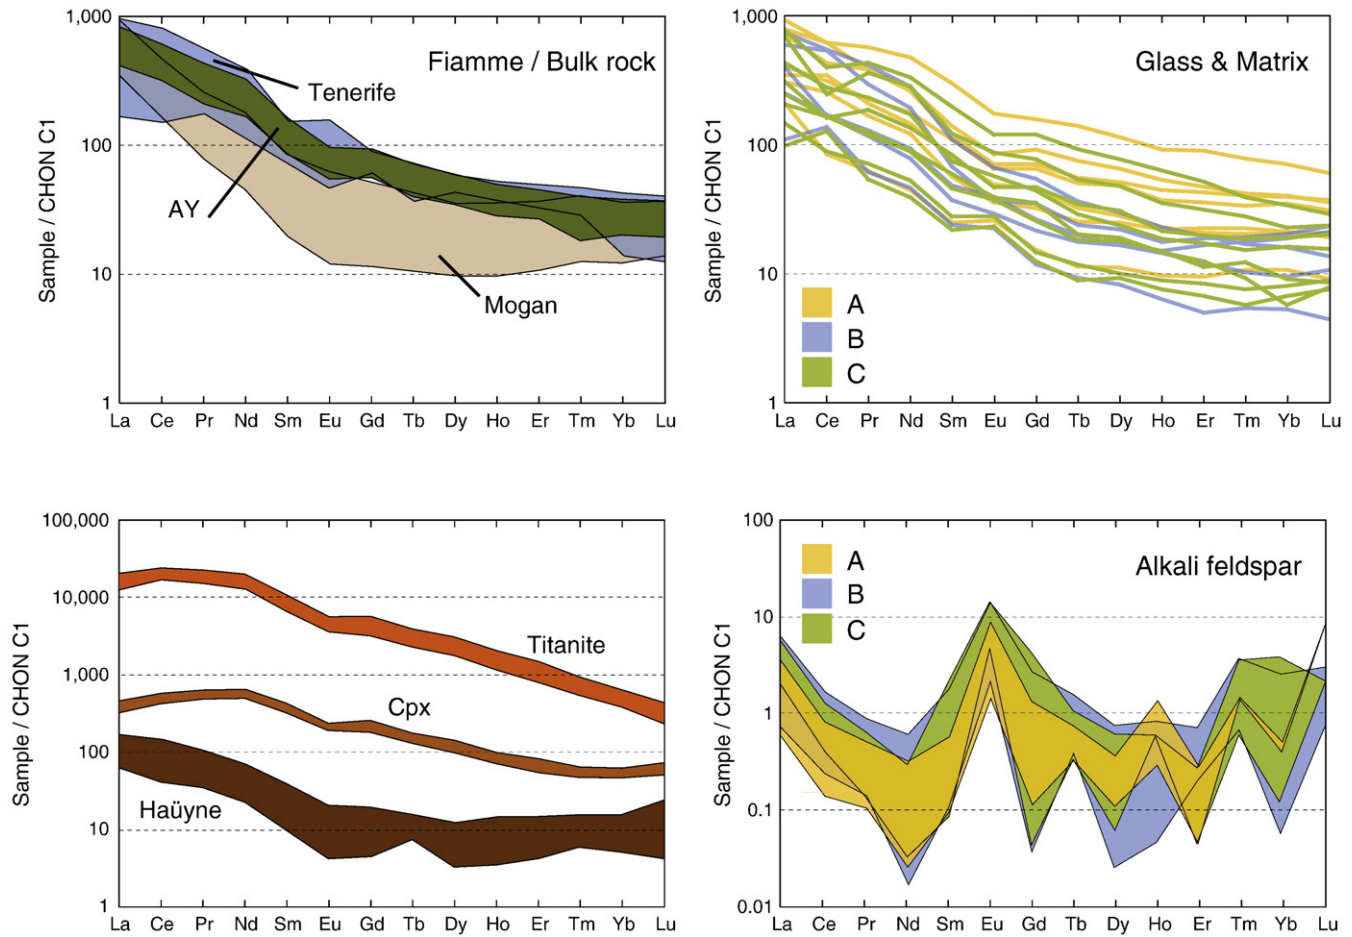 Fiamme / Bulk rock
Sample / CHON C1
1,000
100
10
1
Tenerife
AY
Mogan
La Ce Pr Nd Sm Eu Gd Tb Dy Ho Er Tm Yb Lu
Glass & Matrix
Sample / CHON C1
1,000
100
10
1
A
B
C
La Ce Pr Nd Sm Eu Gd Tb Dy Ho Er Tm Yb Lu
Sample / CHON C1
100,000
10,000
1,000
100
10
1
Titanite
Cpx
Haüyne
La Ce Pr Nd Sm Eu Gd Tb Dy Ho Er Tm Yb Lu
Alkali feldspar
Sample / CHON C1
100
10
1
0.1
0.01
A
B
C
La Ce Pr Nd Sm Eu Gd Tb Dy Ho Er Tm Yb Lu